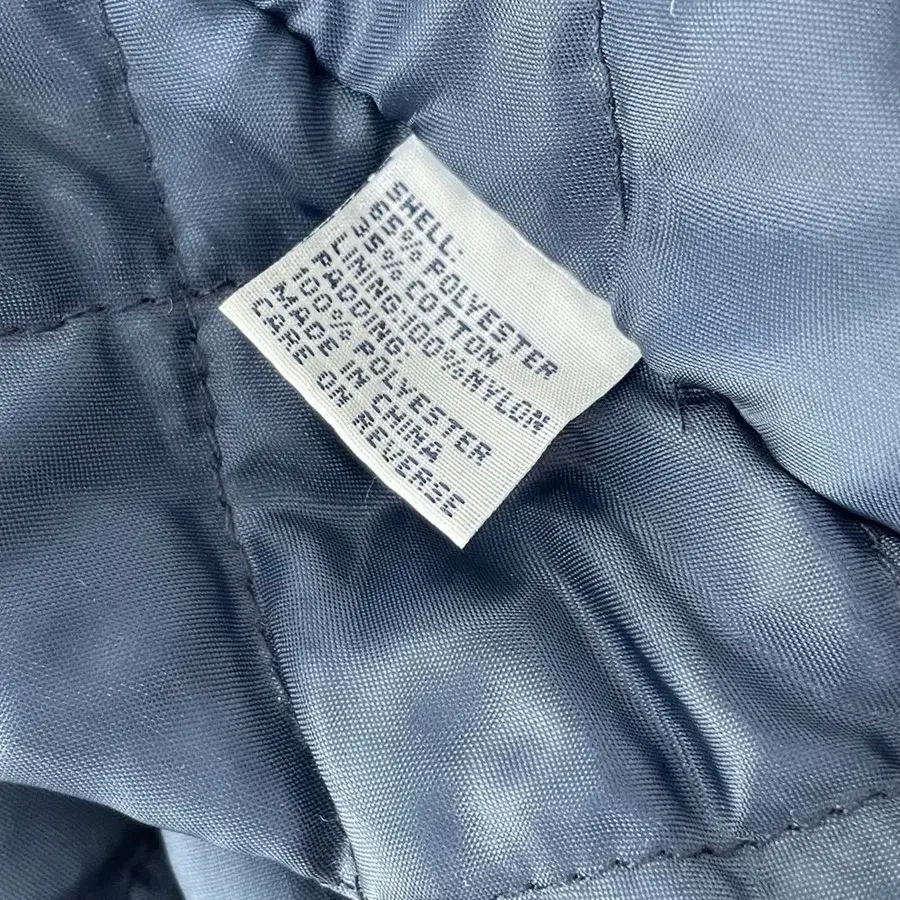 SHELL.
65% POLYESTER
35% COTTON
LINING:100%NYLON
PADDING.
100% POLYESTER
MADE IN CHINA
CARE ON REVERSE